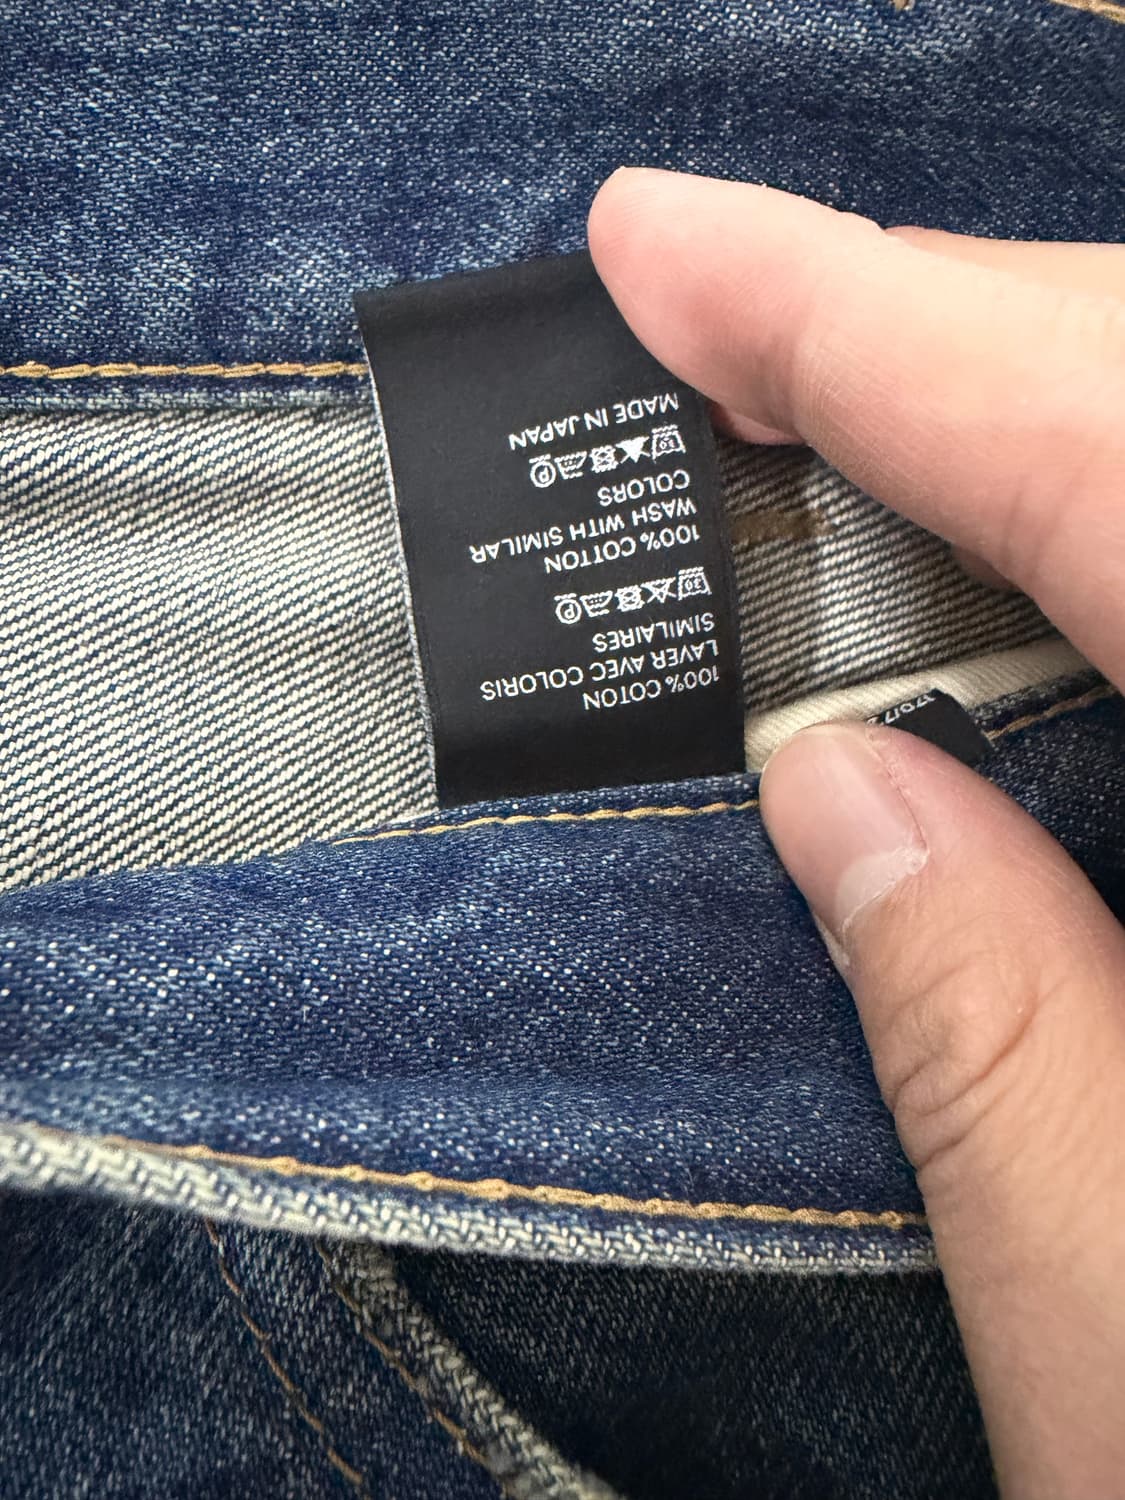 100% COTON
LAVER AVEC COLORIS
SIMILAIRES
100% COTTON
WASH WITH SIMILAR
COLORS
MADE IN JAPAN